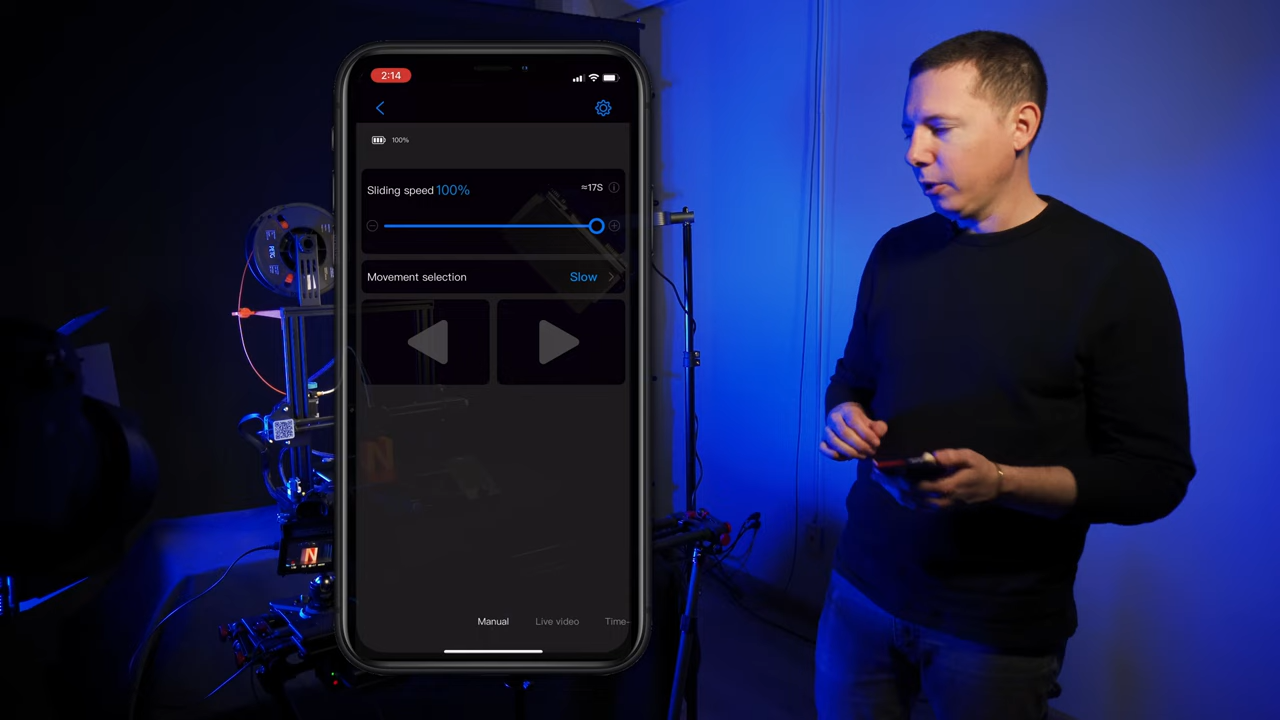 2:14
100%
Sliding speed 100%
≈17S
Movement selection
Slow
N
N
Manual Live video Time-